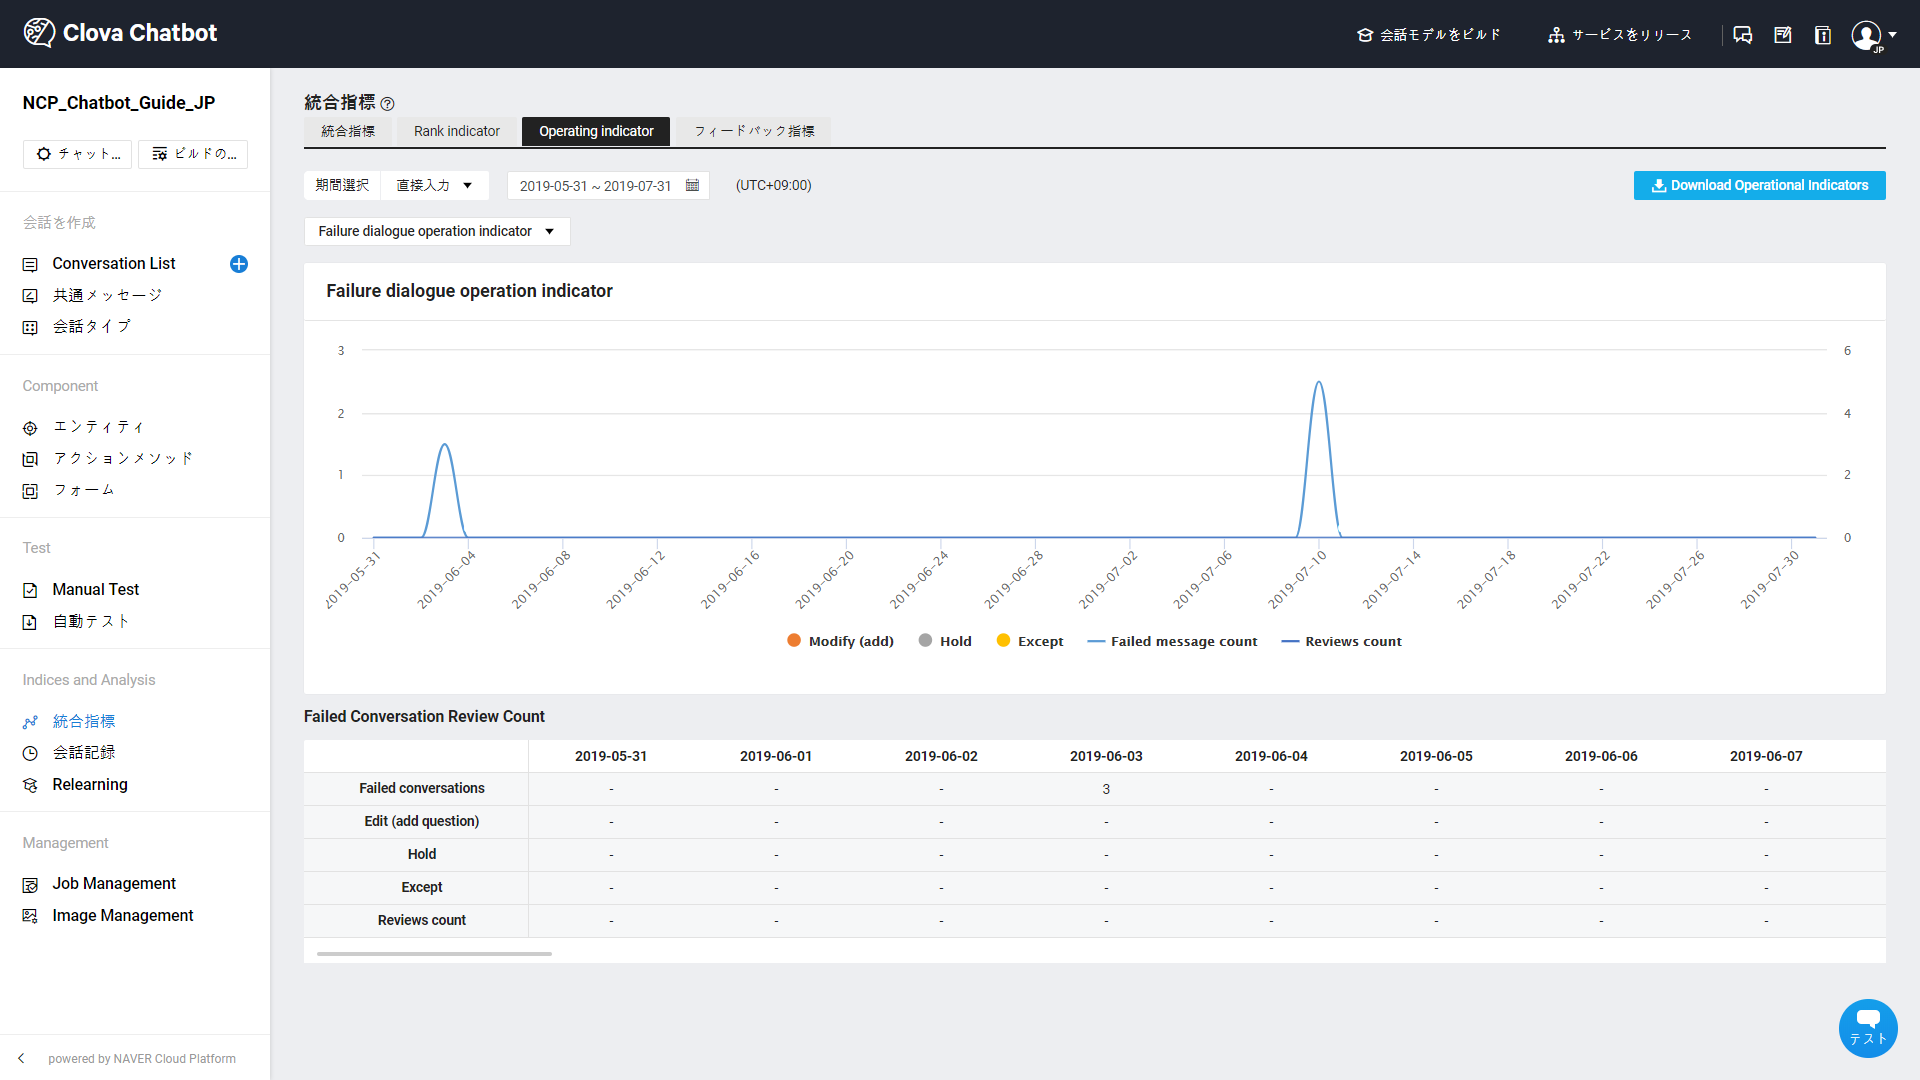 Clova Chatbot
会話モデルをビルド
サービスをリリース
JP
NCP_Chatbot_Guide_JP
チャット...
ビルドの...
会話を作成
Conversation List
共通メッセージ
会話タイプ
Component
エンティティ
アクションメソッド
フォーム
Test
Manual Test
自動テスト
Indices and Analysis
統合指標
会話記録
Relearning
Management
Job Management
Image Management
powered by NAVER Cloud Platform
統合指標
統合指標 Rank indicator Operating indicator フィードバック指標
期間選択 直接入力 2019-05-31 ~ 2019-07-31 (UTC+09:00)
Download Operational Indicators
Failure dialogue operation indicator
Failure dialogue operation indicator
3 6
2 4
1 2
0 0
2019-05-31 2019-06-04 2019-06-08 2019-06-12 2019-06-16 2019-06-20 2019-06-24 2019-06-28 2019-07-02 2019-07-06 2019-07-10 2019-07-14 2019-07-18 2019-07-22 2019-07-26 2019-07-30
Modify (add) Hold Except Failed message count Reviews count
Failed Conversation Review Count
2019-05-31 2019-06-01 2019-06-02 2019-06-03 2019-06-04 2019-06-05 2019-06-06 2019-06-07
Failed conversations - - - 3 - - - -
Edit (add question) - - - - - - - -
Hold - - - - - - - -
Except - - - - - - - -
Reviews count - - - - - - - -
テスト